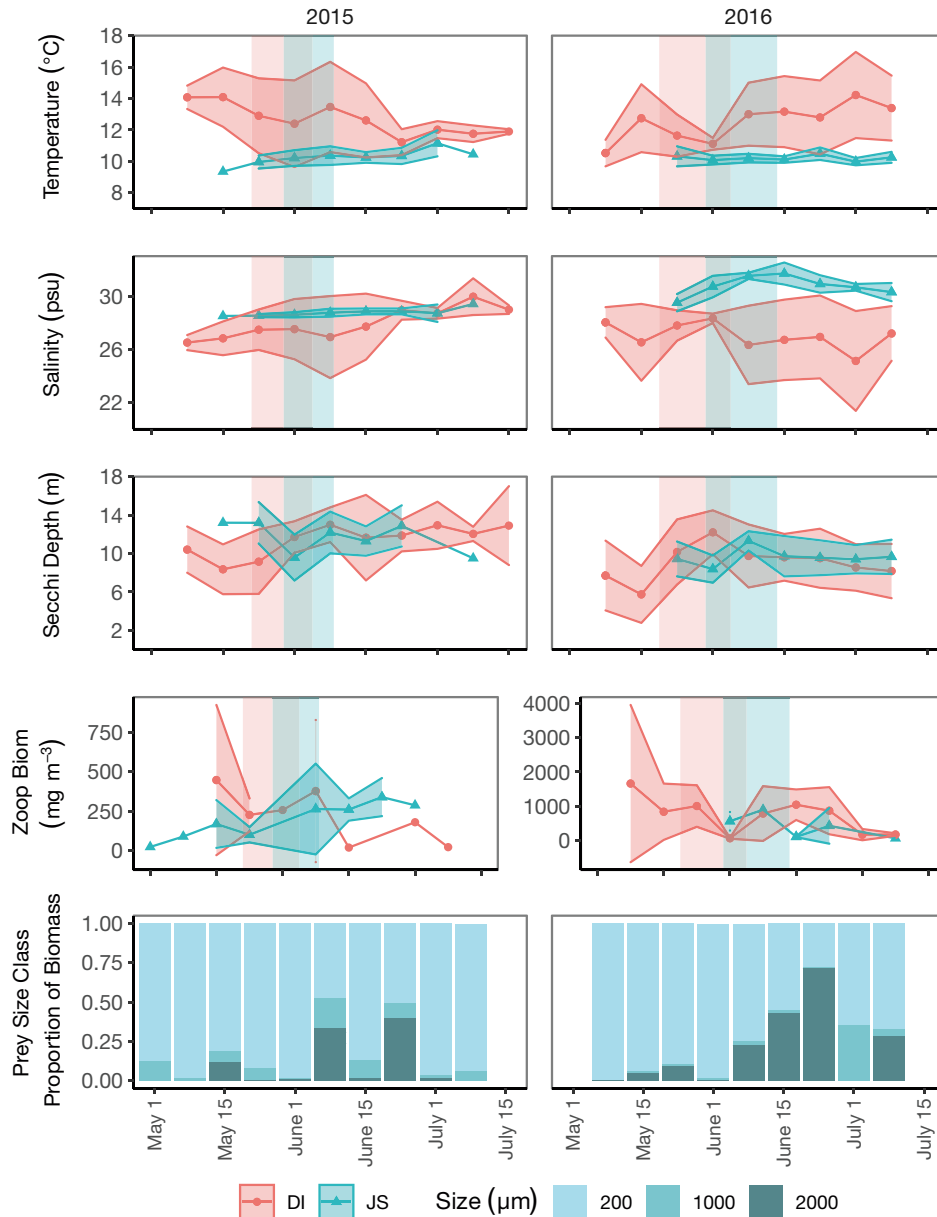 2015 2016
Temperature (°C)
16
14
12
10
8
Salinity (psu)
30
26
22
Secchi Depth (m)
18
14
10
6
2
Zoop Biom
(mg m⁻³)
750
500
250
0
4000
3000
2000
1000
0
Prey Size Class
Proportion of Biomass
1.00
0.75
0.50
0.25
0.00
May 1 May 15 June 1 June 15 July 1 July 15
May 1 May 15 June 1 June 15 July 1 July 15
DI JS Size (µm) 200 1000 2000